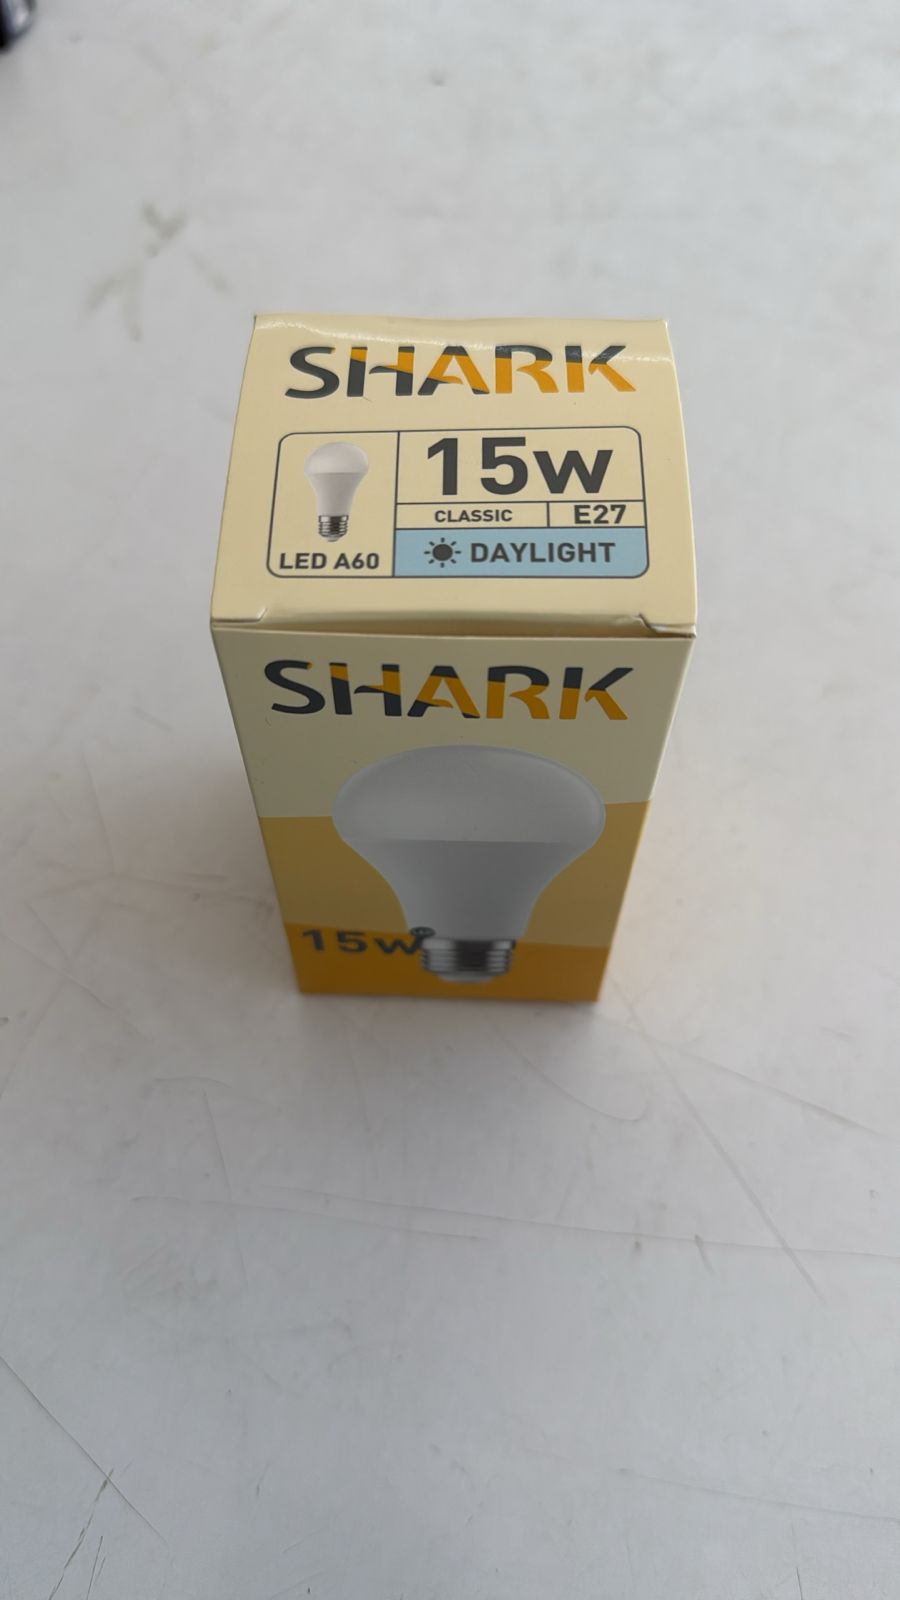 SHARK
15w
CLASSIC
E27
LED A60
DAYLIGHT
SHARK
15w